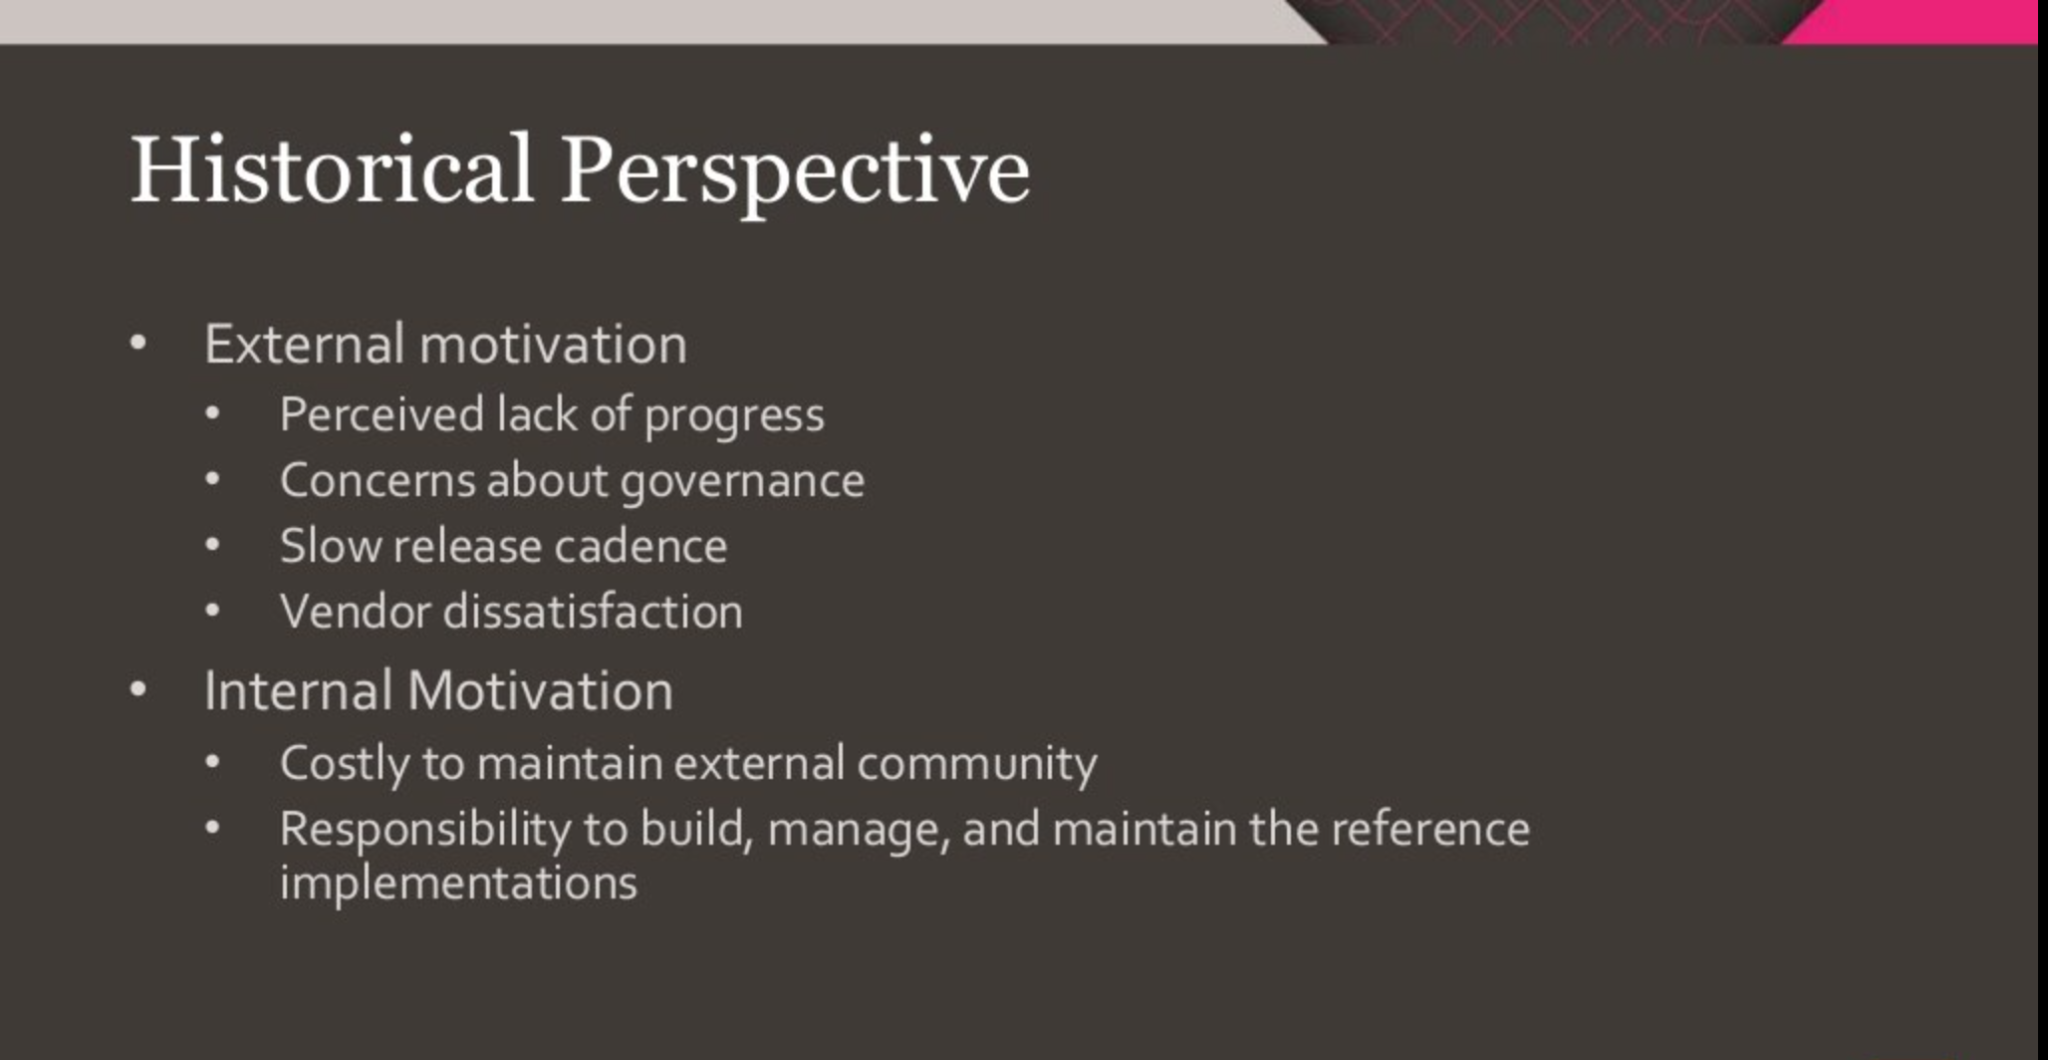 Historical Perspective
• External motivation
• Perceived lack of progress
• Concerns about governance
• Slow release cadence
• Vendor dissatisfaction
• Internal Motivation
• Costly to maintain external community
• Responsibility to build, manage, and maintain the reference
implementations